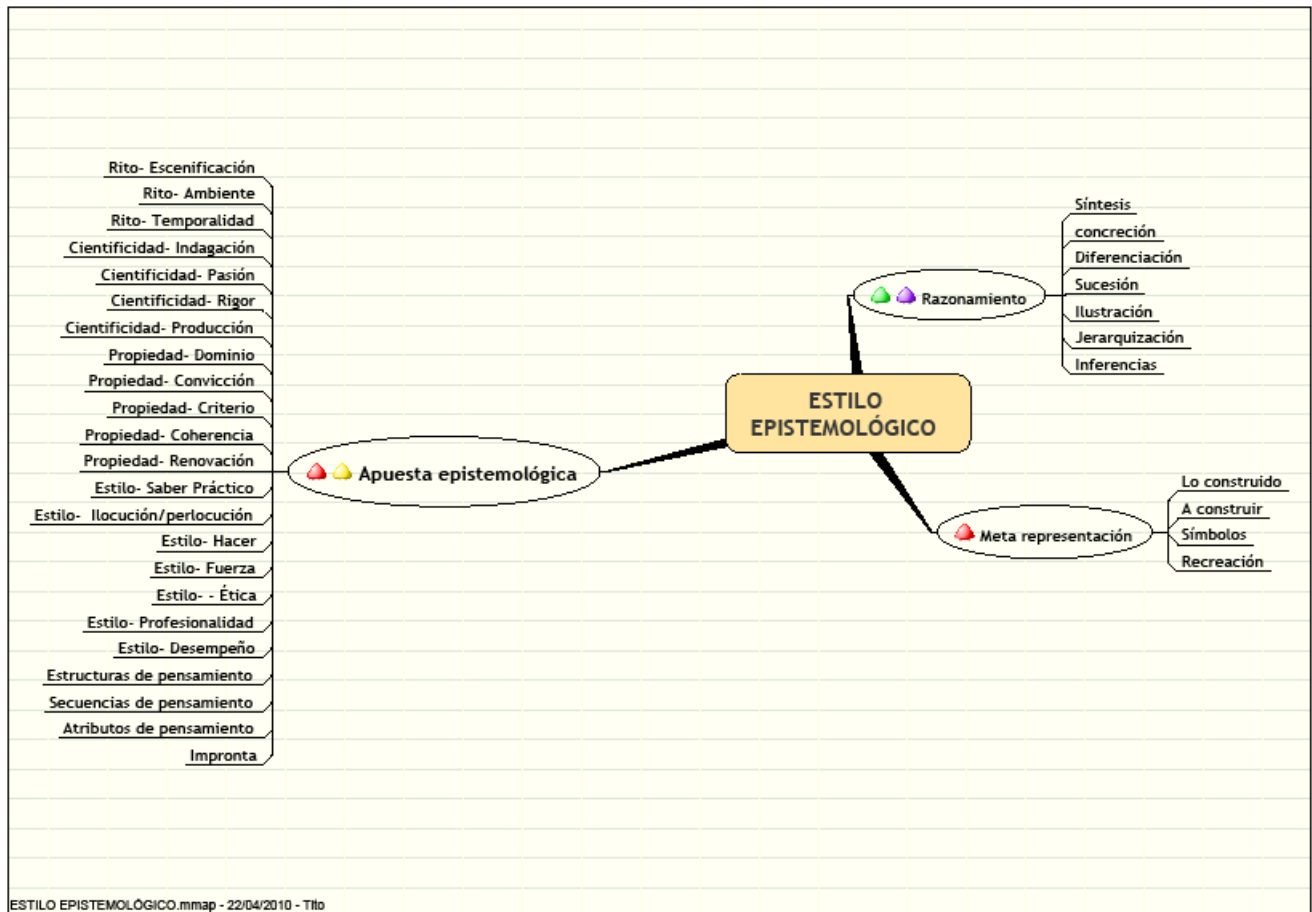 Rito- Escenificación
Rito- Ambiente
Rito- Temporalidad
Cientificidad- Indagación
Cientificidad- Pasión
Cientificidad- Rigor
Cientificidad- Producción
Propiedad- Dominio
Propiedad- Convicción
Propiedad- Criterio
Propiedad- Coherencia
Propiedad- Renovación
Estilo- Saber Práctico
Estilo- Ilocución/perlocución
Estilo- Hacer
Estilo- Fuerza
Estilo- - Ética
Estilo- Profesionalidad
Estilo- Desempeño
Estructuras de pensamiento
Secuencias de pensamiento
Atributos de pensamiento
Impronta
Apuesta epistemológica
ESTILO
EPISTEMOLÓGICO
Razonamiento
Síntesis
concreción
Diferenciación
Sucesión
Ilustración
Jerarquización
Inferencias
Meta representación
Lo construido
A construir
Símbolos
Recreación
ESTILO EPISTEMOLÓGICO.mmap - 22/04/2010 - Tito